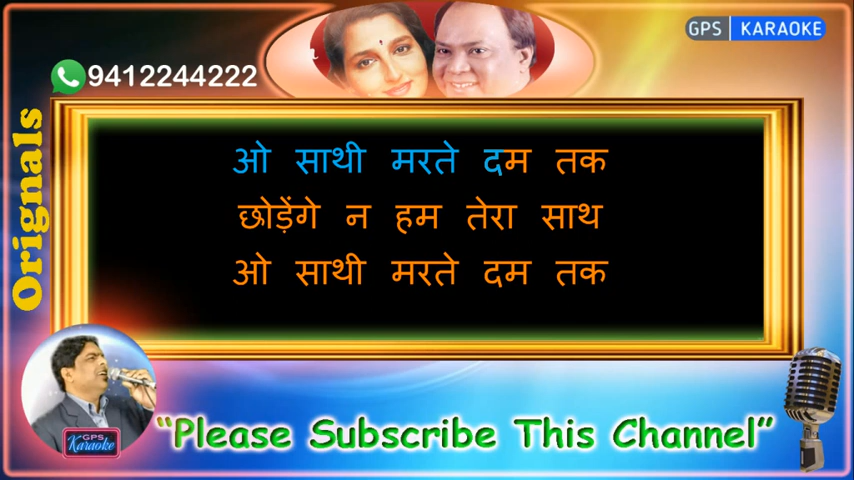 GPS KARAOKE
9412244222
Orignals
ओ साथी मरते दम तक
छोड़ेंगे न हम तेरा साथ
ओ साथी मरते दम तक
GPS
Karaoke
“Please Subscribe This Channel”